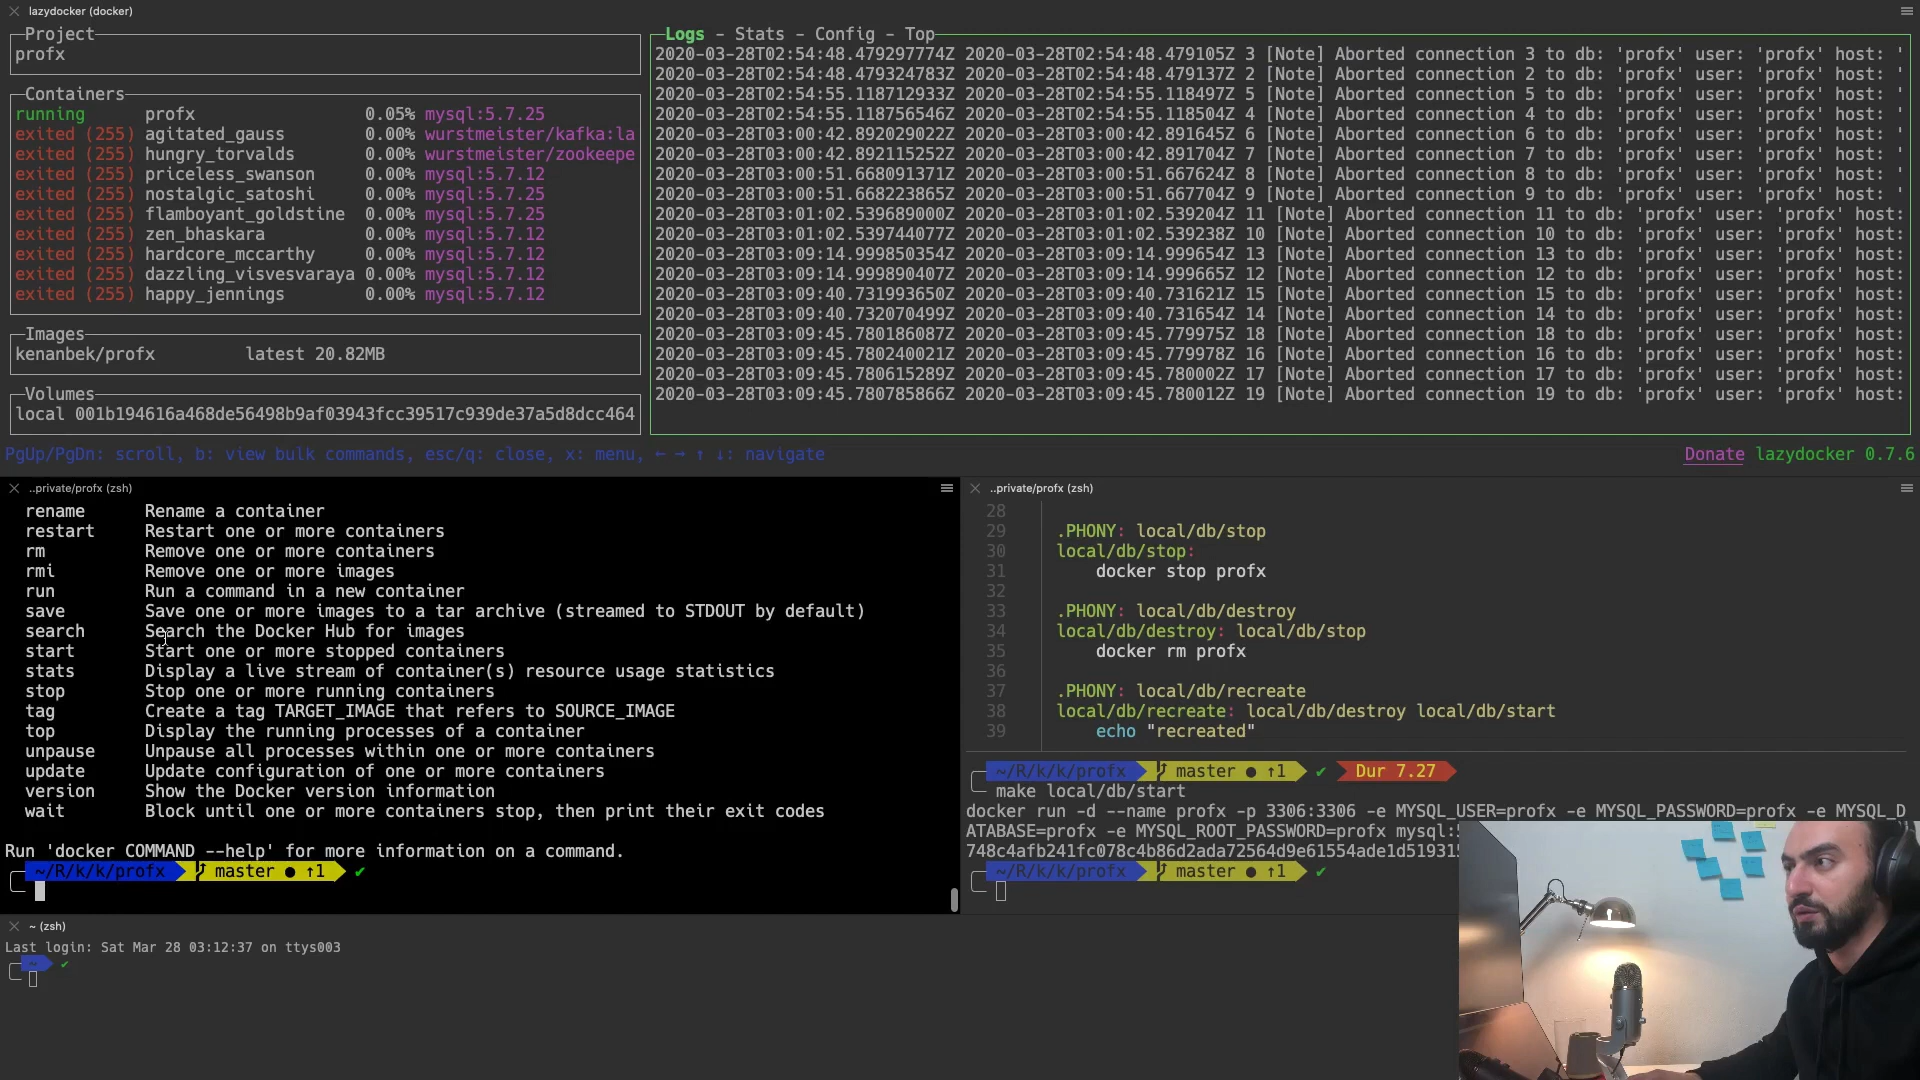 lazydocker (docker)
Project
profx
Containers
running profx 0.05% mysql:5.7.25
exited (255) agitated_gauss 0.00% wurstmeister/kafka:la
exited (255) hungry_torvalds 0.00% wurstmeister/zookeepe
exited (255) priceless_swanson 0.00% mysql:5.7.12
exited (255) nostalgic_satoshi 0.00% mysql:5.7.25
exited (255) flamboyant_goldstine 0.00% mysql:5.7.25
exited (255) zen_bhaskara 0.00% mysql:5.7.12
exited (255) hardcore_mccarthy 0.00% mysql:5.7.12
exited (255) dazzling_visvesvaraya 0.00% mysql:5.7.12
exited (255) happy_jennings 0.00% mysql:5.7.12
Images
kenanbek/profx latest 20.82MB
Volumes
local 001b194616a468de56498b9af03943fcc39517c939de37a5d8dcc464
Logs - Stats - Config - Top
2020-03-28T02:54:48.479297774Z 2020-03-28T02:54:48.479105Z 3 [Note] Aborted connection 3 to db: 'profx' user: 'profx' host: '
2020-03-28T02:54:48.479324783Z 2020-03-28T02:54:48.479137Z 2 [Note] Aborted connection 2 to db: 'profx' user: 'profx' host: '
2020-03-28T02:54:55.118712933Z 2020-03-28T02:54:55.118497Z 5 [Note] Aborted connection 5 to db: 'profx' user: 'profx' host: '
2020-03-28T02:54:55.118756546Z 2020-03-28T02:54:55.118504Z 4 [Note] Aborted connection 4 to db: 'profx' user: 'profx' host: '
2020-03-28T03:00:42.892029022Z 2020-03-28T03:00:42.891645Z 6 [Note] Aborted connection 6 to db: 'profx' user: 'profx' host: '
2020-03-28T03:00:42.892115252Z 2020-03-28T03:00:42.891704Z 7 [Note] Aborted connection 7 to db: 'profx' user: 'profx' host: '
2020-03-28T03:00:51.668091371Z 2020-03-28T03:00:51.667624Z 8 [Note] Aborted connection 8 to db: 'profx' user: 'profx' host: '
2020-03-28T03:00:51.668223865Z 2020-03-28T03:00:51.667704Z 9 [Note] Aborted connection 9 to db: 'profx' user: 'profx' host: '
2020-03-28T03:01:02.539689000Z 2020-03-28T03:01:02.539204Z 11 [Note] Aborted connection 11 to db: 'profx' user: 'profx' host:
2020-03-28T03:01:02.539744077Z 2020-03-28T03:01:02.539238Z 10 [Note] Aborted connection 10 to db: 'profx' user: 'profx' host:
2020-03-28T03:09:14.999850354Z 2020-03-28T03:09:14.999654Z 13 [Note] Aborted connection 13 to db: 'profx' user: 'profx' host:
2020-03-28T03:09:14.999890407Z 2020-03-28T03:09:14.999665Z 12 [Note] Aborted connection 12 to db: 'profx' user: 'profx' host:
2020-03-28T03:09:40.731993650Z 2020-03-28T03:09:40.731621Z 15 [Note] Aborted connection 15 to db: 'profx' user: 'profx' host:
2020-03-28T03:09:40.732070499Z 2020-03-28T03:09:40.731654Z 14 [Note] Aborted connection 14 to db: 'profx' user: 'profx' host:
2020-03-28T03:09:45.780186087Z 2020-03-28T03:09:45.779975Z 18 [Note] Aborted connection 18 to db: 'profx' user: 'profx' host:
2020-03-28T03:09:45.780240021Z 2020-03-28T03:09:45.779978Z 16 [Note] Aborted connection 16 to db: 'profx' user: 'profx' host:
2020-03-28T03:09:45.780615289Z 2020-03-28T03:09:45.780002Z 17 [Note] Aborted connection 17 to db: 'profx' user: 'profx' host:
2020-03-28T03:09:45.780785866Z 2020-03-28T03:09:45.780012Z 19 [Note] Aborted connection 19 to db: 'profx' user: 'profx' host:
PgUp/PgDn: scroll, b: view bulk commands, esc/q: close, x: menu, ← → ↑ ↓: navigate
Donate lazydocker 0.7.6
..private/profx (zsh)
rename Rename a container
restart Restart one or more containers
rm Remove one or more containers
rmi Remove one or more images
run Run a command in a new container
save Save one or more images to a tar archive (streamed to STDOUT by default)
search Search the Docker Hub for images
start Start one or more stopped containers
stats Display a live stream of container(s) resource usage statistics
stop Stop one or more running containers
tag Create a tag TARGET_IMAGE that refers to SOURCE_IMAGE
top Display the running processes of a container
unpause Unpause all processes within one or more containers
update Update configuration of one or more containers
version Show the Docker version information
wait Block until one or more containers stop, then print their exit codes
Run 'docker COMMAND --help' for more information on a command.
~/R/k/k/profx master ● ↑1 ✔
..private/profx (zsh)
28
29 .PHONY: local/db/stop
30 local/db/stop:
31 docker stop profx
32
33 .PHONY: local/db/destroy
34 local/db/destroy: local/db/stop
35 docker rm profx
36
37 .PHONY: local/db/recreate
38 local/db/recreate: local/db/destroy local/db/start
39 echo "recreated"
~/R/k/k/profx master ● ↑1 ✔ Dur 7.27
make local/db/start
docker run -d --name profx -p 3306:3306 -e MYSQL_USER=profx -e MYSQL_PASSWORD=profx -e MYSQL_D
ATABASE=profx -e MYSQL_ROOT_PASSWORD=profx mysql:5
748c4afb241fc078c4b86d2ada72564d9e61554ade1d519315
~/R/k/k/profx master ● ↑1 ✔
~ (zsh)
Last login: Sat Mar 28 03:12:37 on ttys003
~ ✔